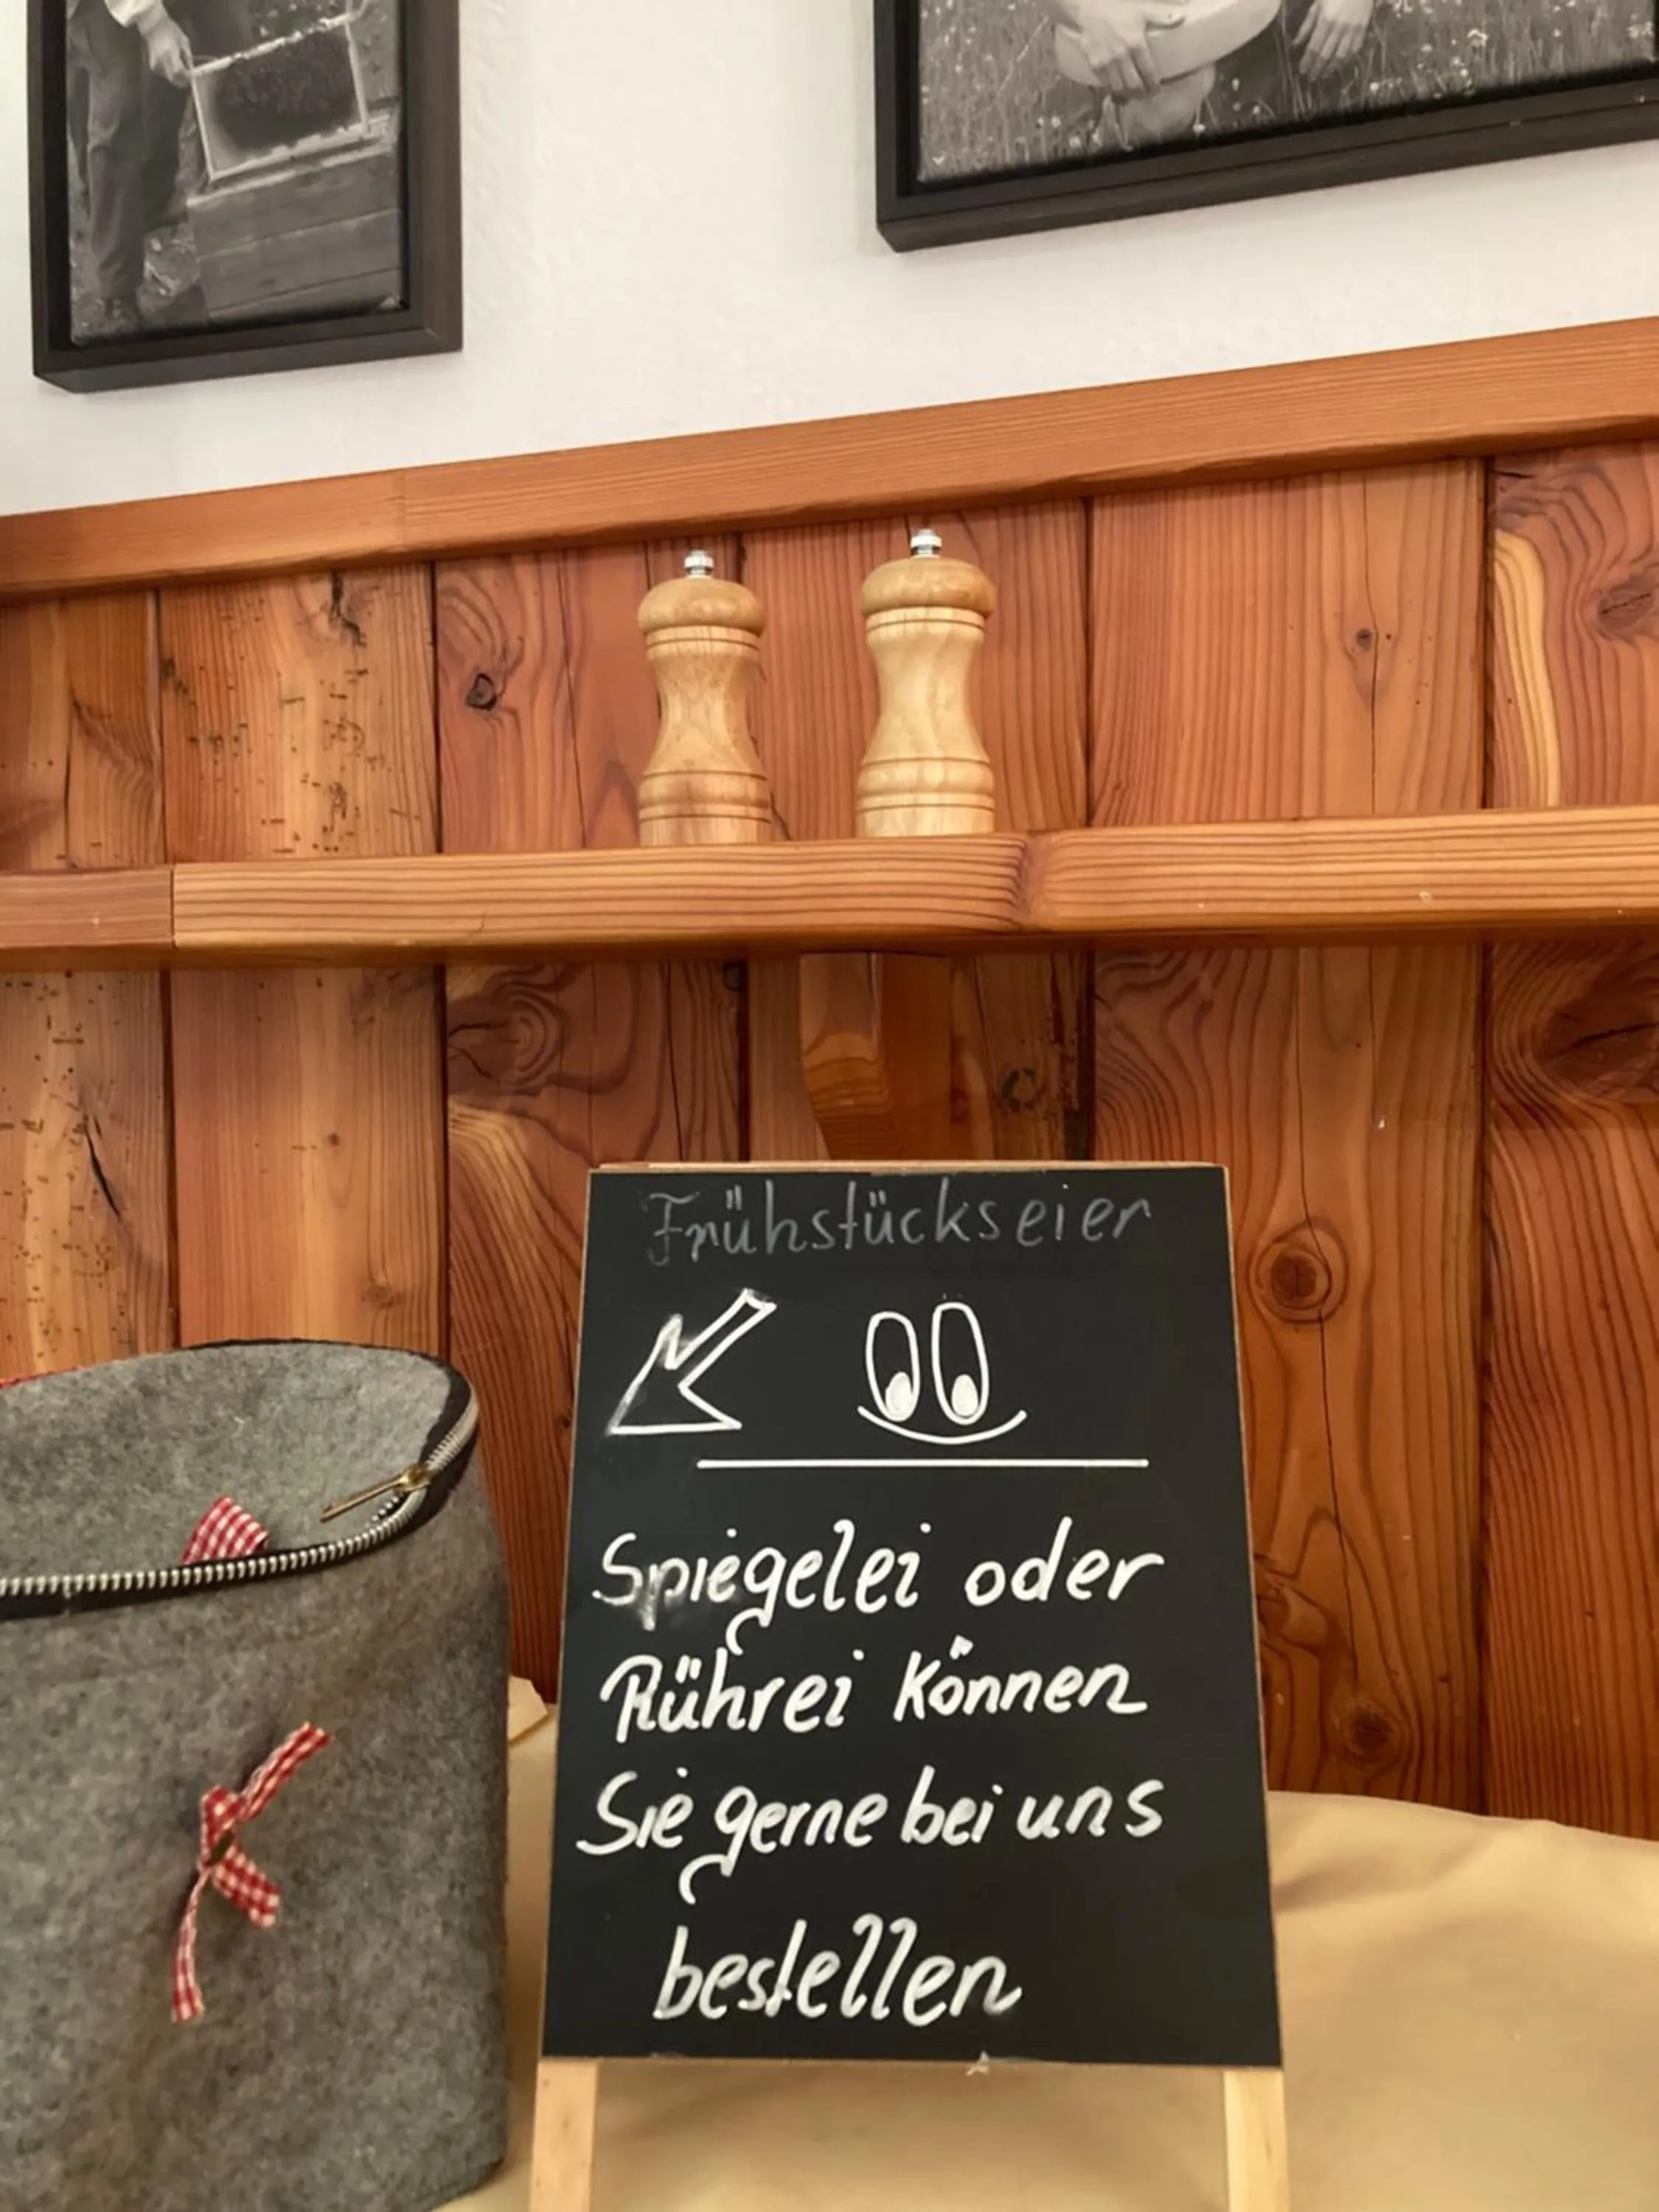 Frühstückseier
Spiegelei oder
Rührei können
Sie gerne bei uns
bestellen